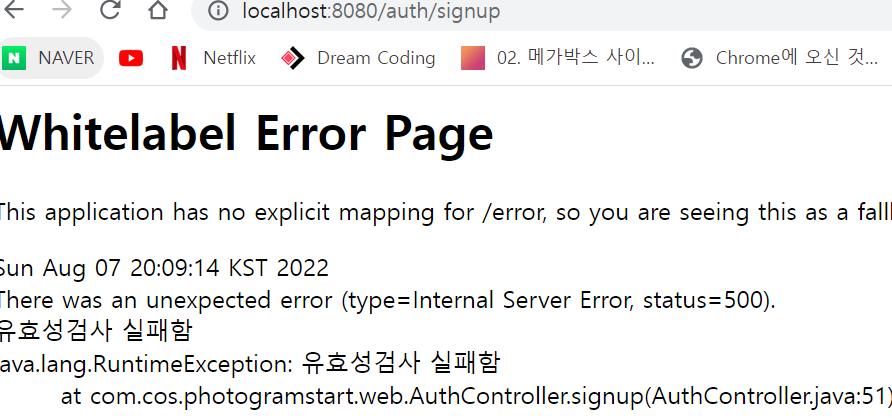 localhost:8080/auth/signup
NAVER Netflix Dream Coding 02. 메가박스 사이... Chrome에 오신 것...
Whitelabel Error Page
This application has no explicit mapping for /error, so you are seeing this as a fall
Sun Aug 07 20:09:14 KST 2022
There was an unexpected error (type=Internal Server Error, status=500).
유효성검사 실패함
java.lang.RuntimeException: 유효성검사 실패함
at com.cos.photogramstart.web.AuthController.signup(AuthController.java:51)